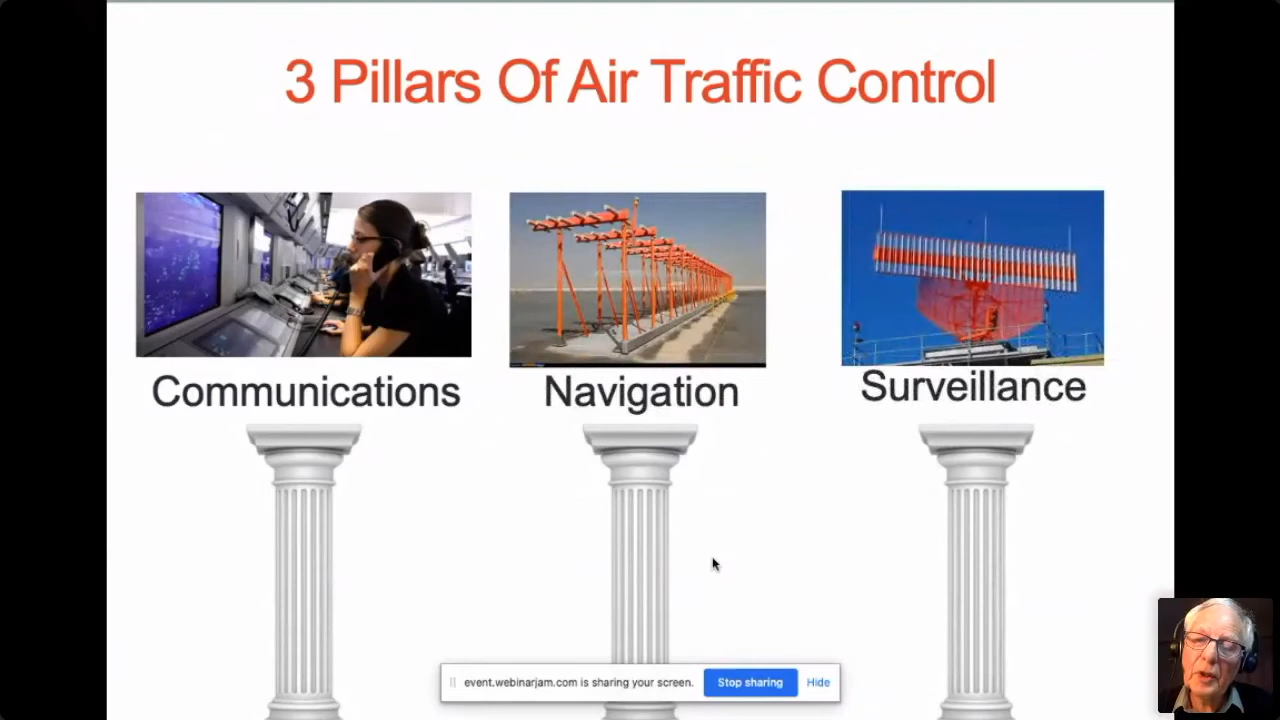 3 Pillars Of Air Traffic Control
Communications
Navigation
Surveillance
event.webinarjam.com is sharing your screen.
Stop sharing
Hide